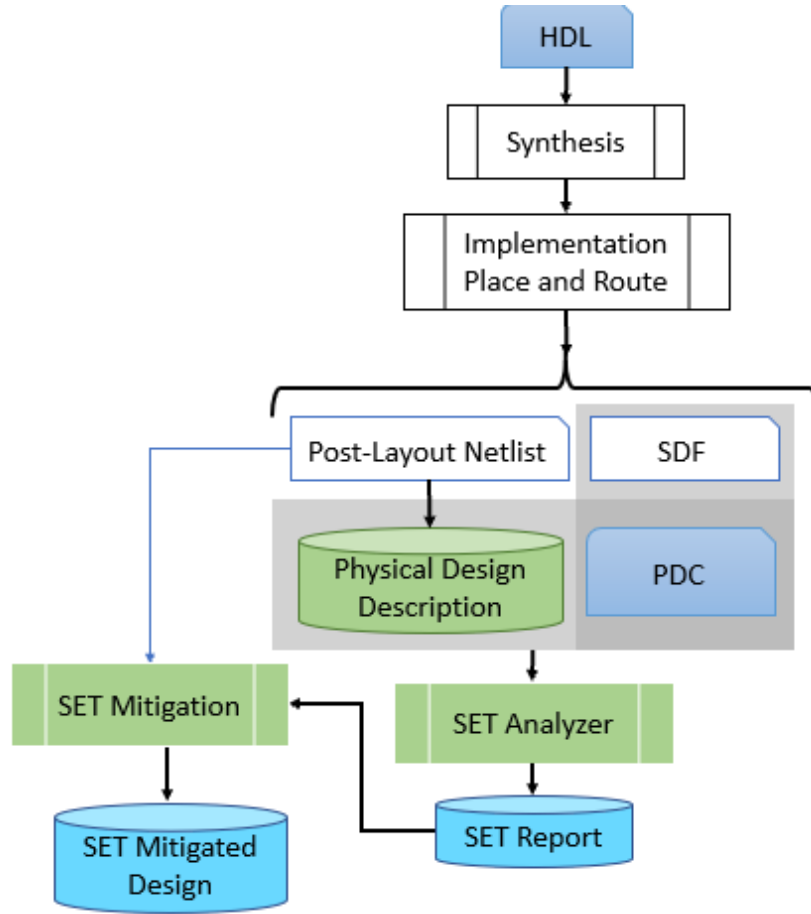 HDL
Synthesis
Implementation
Place and Route
Post-Layout Netlist
SDF
Physical Design
Description
PDC
SET Mitigation
SET Analyzer
SET Mitigated
Design
SET Report